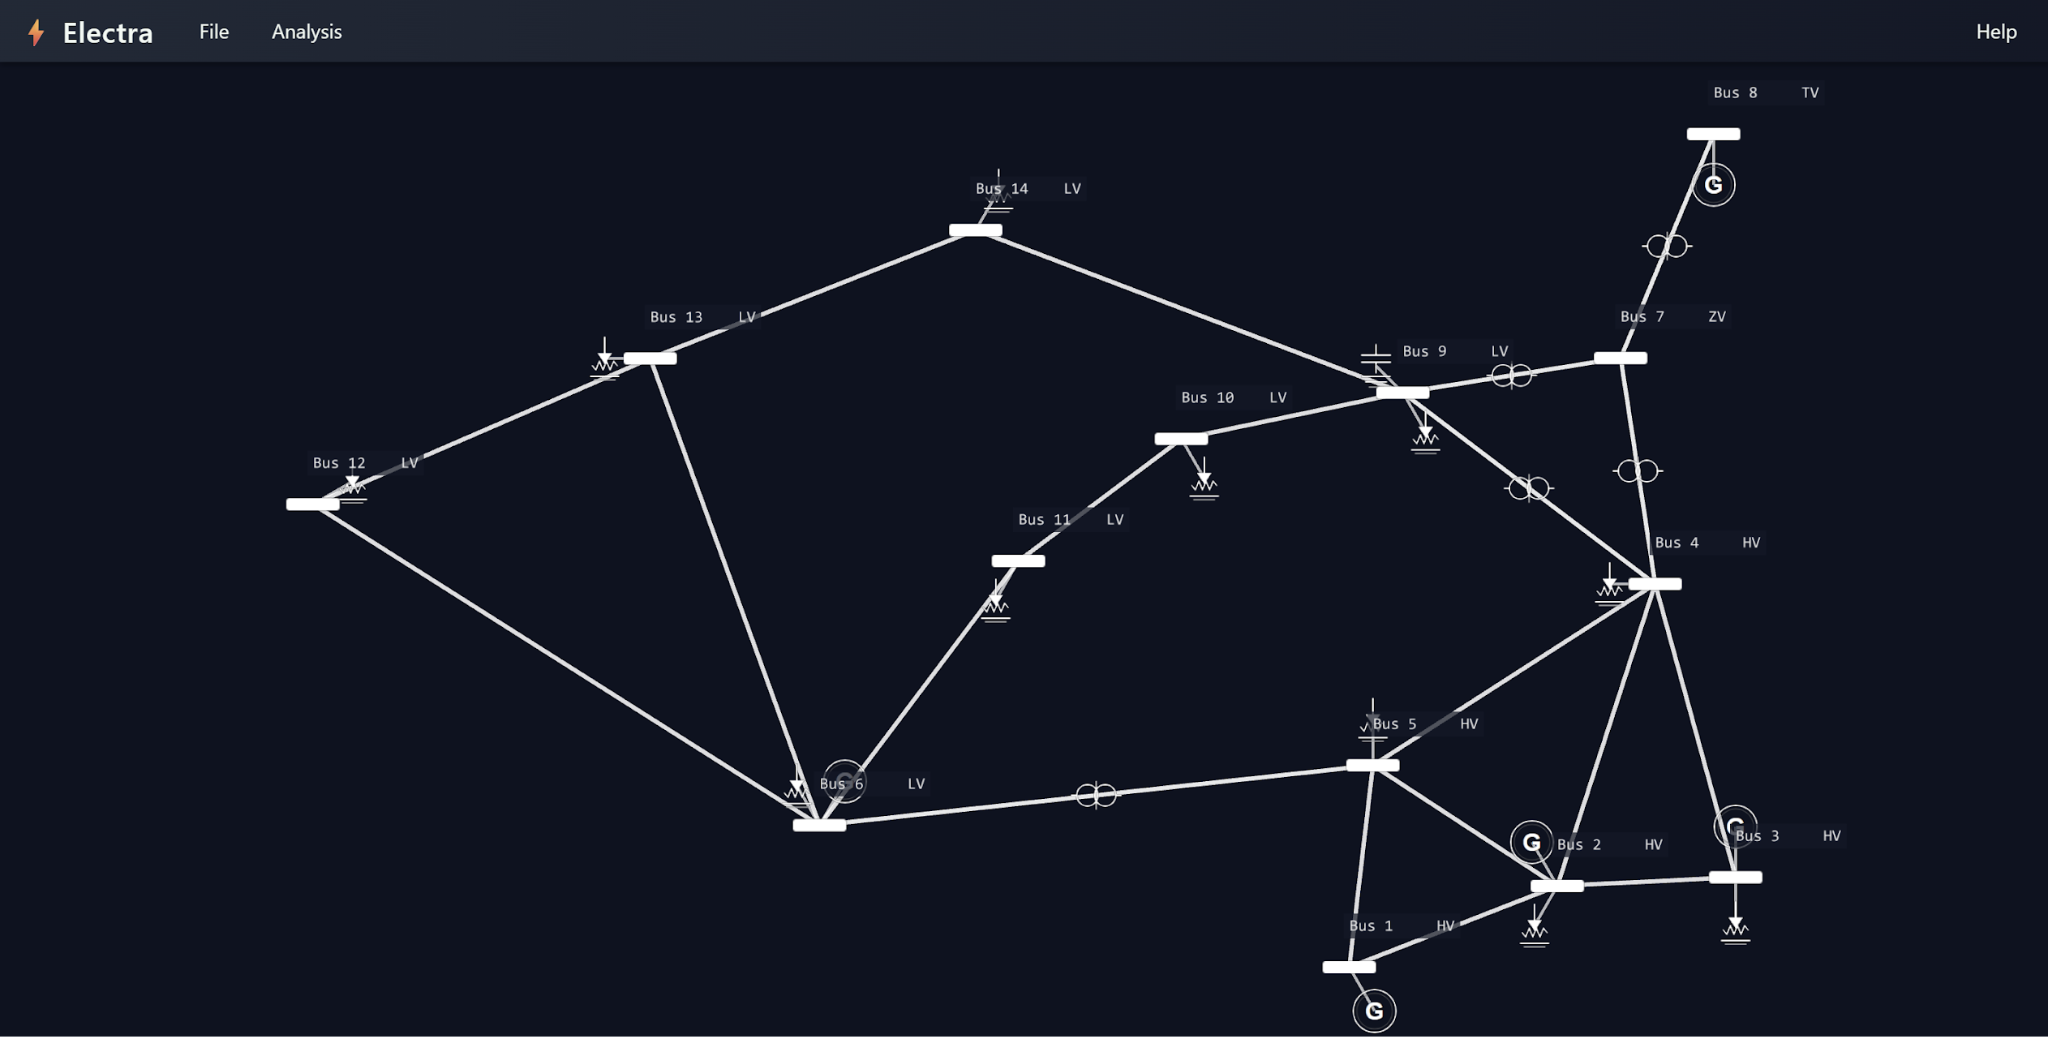 Electra File Analysis Help
Bus 8 TV
G
Bus 14 LV
Bus 13 LV
Bus 7 ZV
Bus 9 LV
Bus 10 LV
Bus 12 LV
Bus 11 LV
Bus 4 HV
Bus 5 HV
G
Bus 6 LV
G
Bus 3 HV
G
Bus 2 HV
Bus 1 HV
G